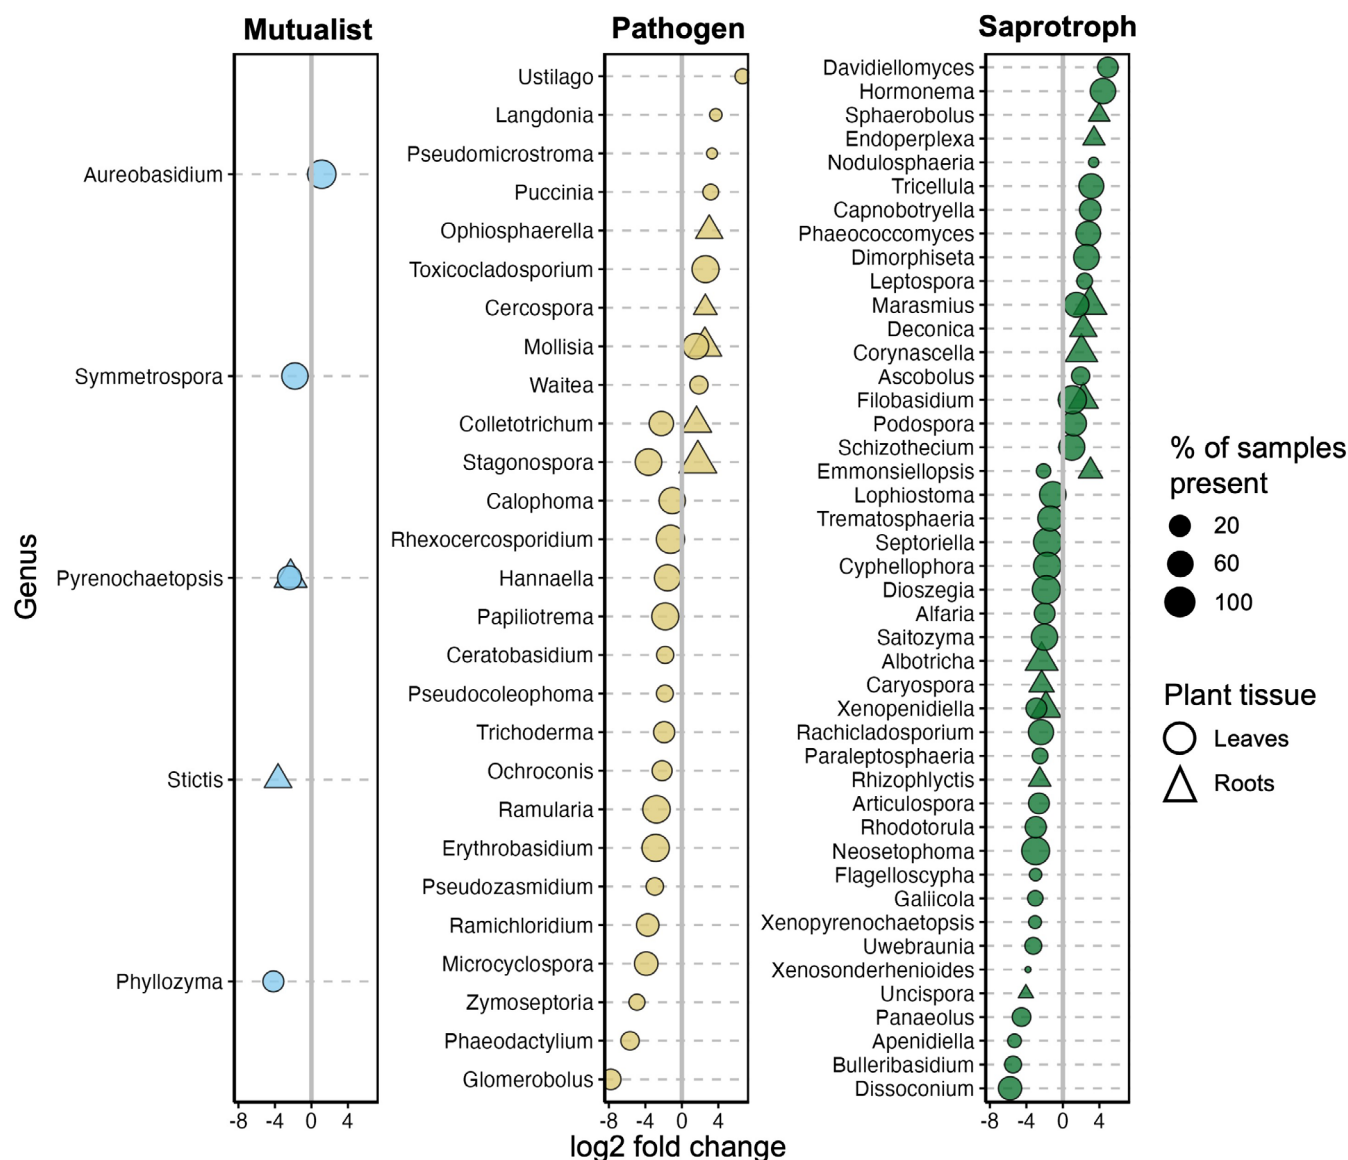 Mutualist
Pathogen
Saprotroph
Genus
Aureobasidium
Symmetrospora
Pyrenochaetopsis
Stictis
Phyllozyma
-8 -4 0 4
Ustilago
Langdonia
Pseudomicrostroma
Puccinia
Ophiosphaerella
Toxicocladosporium
Cercospora
Mollisia
Waitea
Colletotrichum
Stagonospora
Calophoma
Rhexocercosporidium
Hannaella
Papiliotrema
Ceratobasidium
Pseudocoleophoma
Trichoderma
Ochroconis
Ramularia
Erythrobasidium
Pseudozasmidium
Ramichloridium
Microcyclospora
Zymoseptoria
Phaeodactylium
Glomerobolus
-8 -4 0 4
Davidiellomyces
Hormonema
Sphaerobolus
Endoperplexa
Nodulosphaeria
Tricellula
Capnobotryella
Phaeococcomyces
Dimorphiseta
Leptospora
Marasmius
Deconica
Corynascella
Ascobolus
Filobasidium
Podospora
Schizothecium
Emmonsiellopsis
Lophiostoma
Trematosphaeria
Septoriella
Cyphellophora
Dioszegia
Alfaria
Saitozyma
Albotricha
Caryospora
Xenopenidiella
Rachicladosporium
Paraleptosphaeria
Rhizophlyctis
Articulospora
Rhodotorula
Neosetophoma
Flagelloscypha
Galiicola
Xenopyrenochaetopsis
Uwebraunia
Xenosonderhenioides
Uncispora
Panaeolus
Apenidiella
Bulleribasidium
Dissoconium
-8 -4 0 4
log2 fold change
% of samples
present
20
60
100
Plant tissue
Leaves
Roots